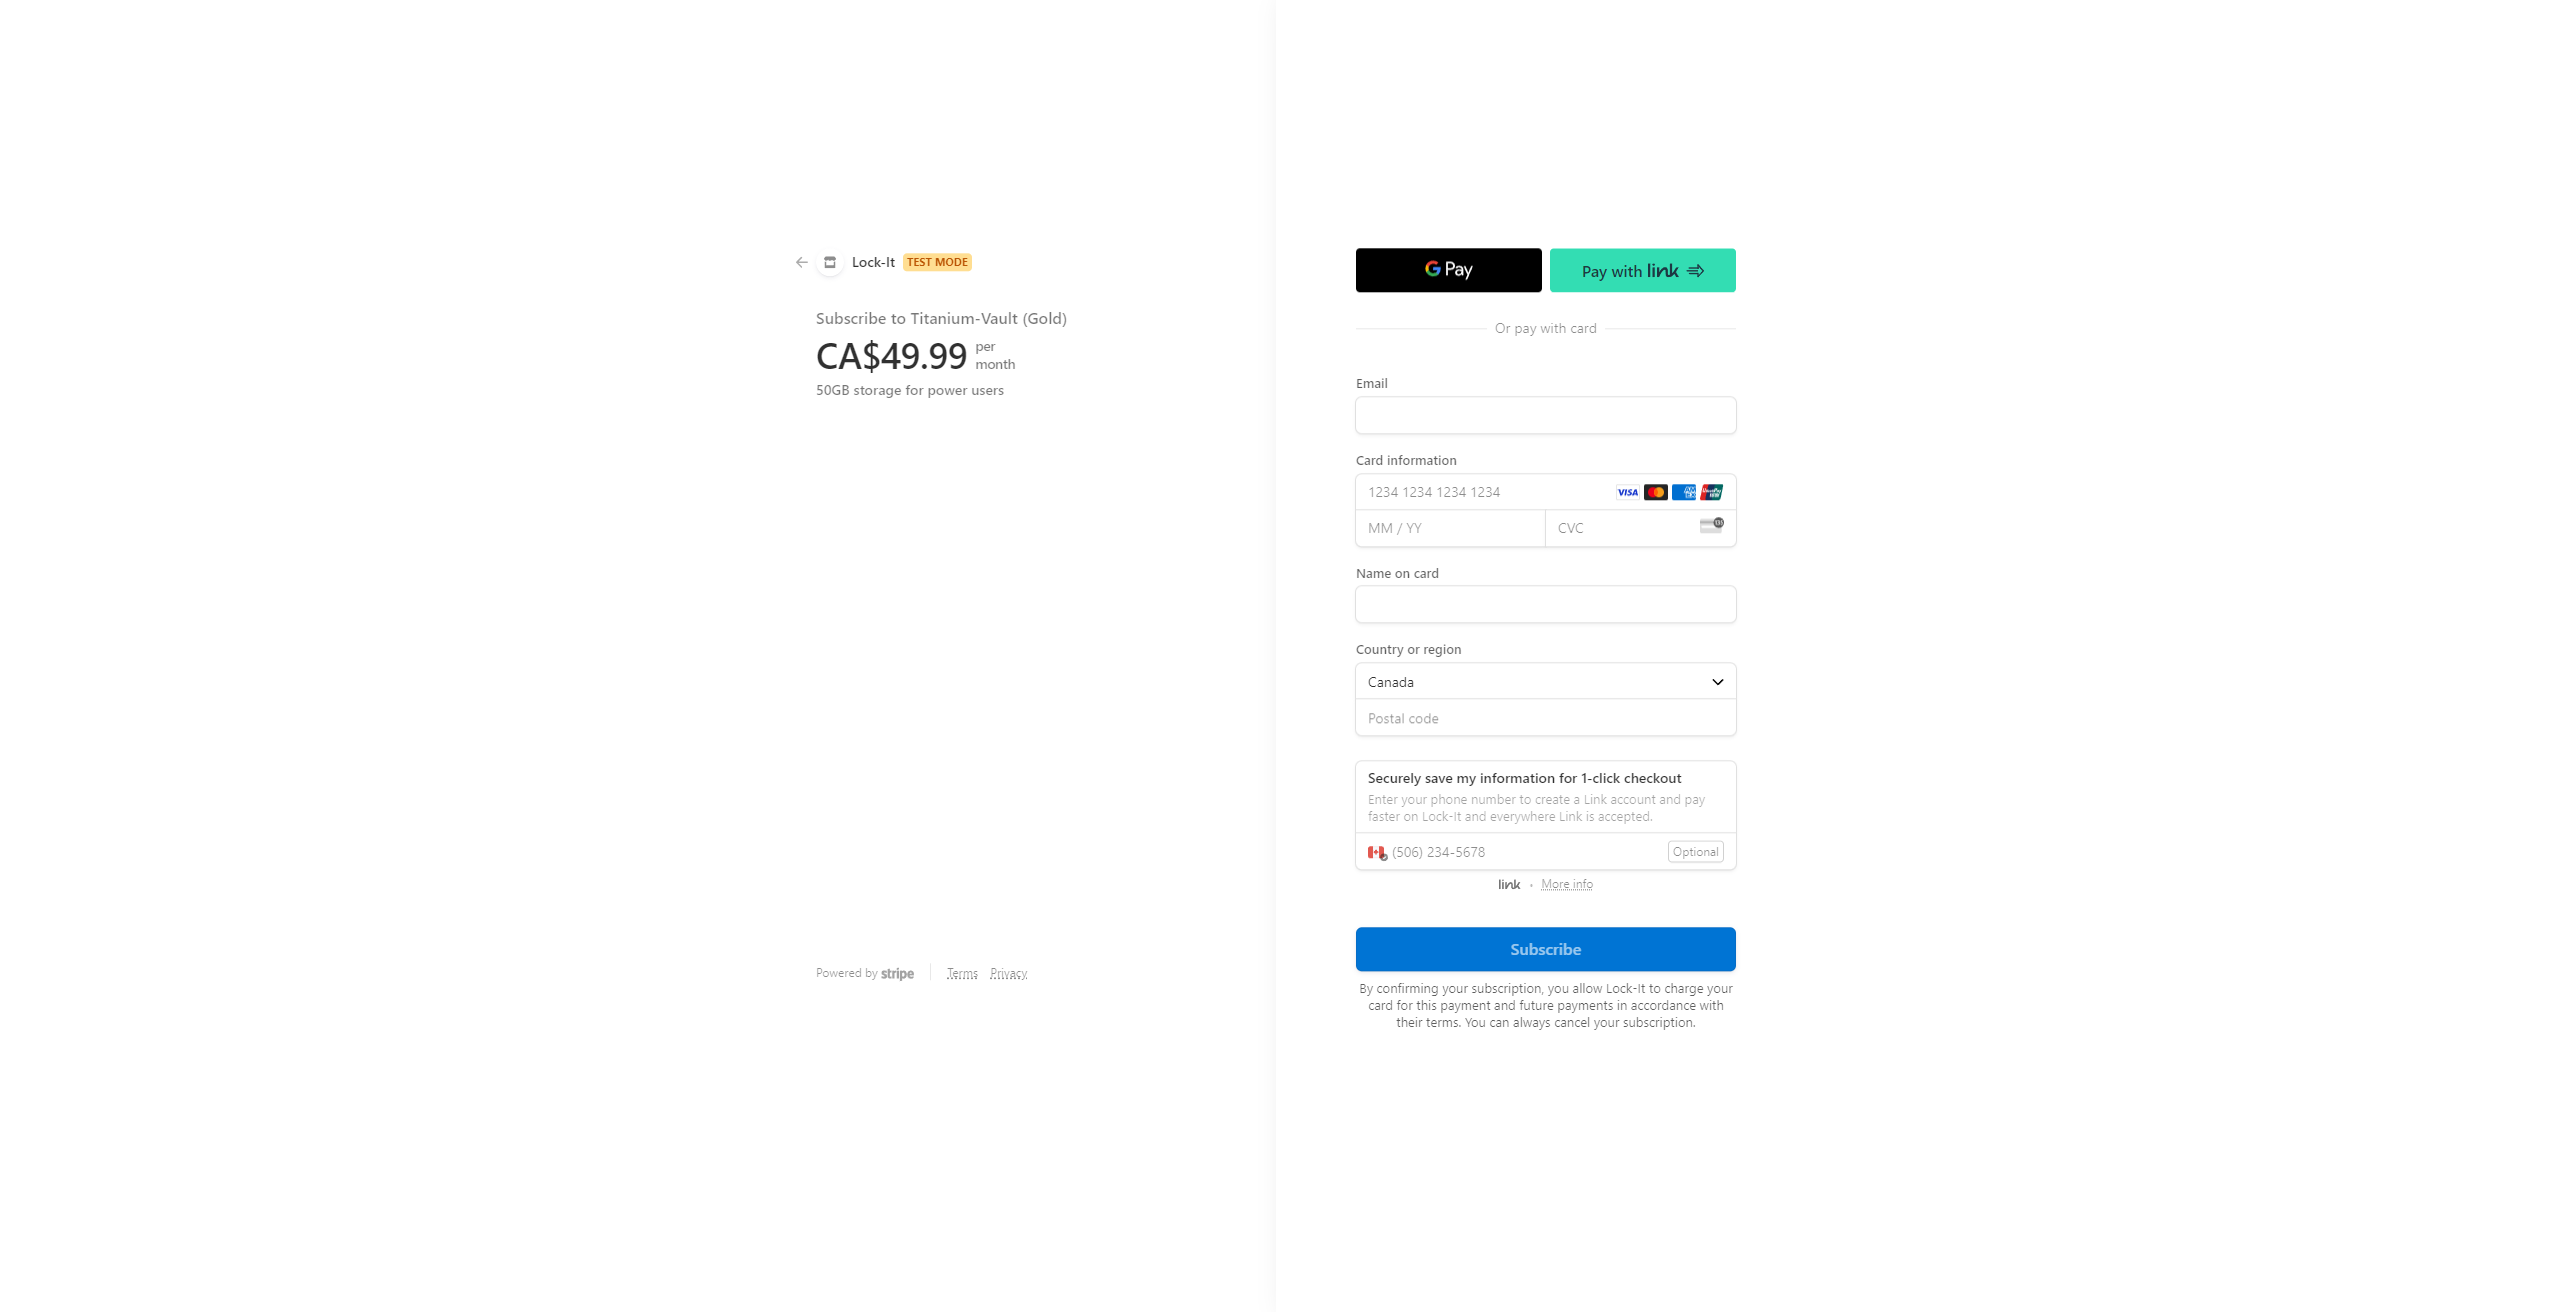 Lock-It TEST MODE
Subscribe to Titanium-Vault (Gold)
CA$49.99 per
month
50GB storage for power users
Powered by stripe Terms Privacy
G Pay
Pay with link
Or pay with card
Email
Card information
1234 1234 1234 1234 VISA
MM / YY
CVC
Name on card
Country or region
Canada
Postal code
Securely save my information for 1-click checkout
Enter your phone number to create a Link account and pay
faster on Lock-It and everywhere Link is accepted.
(506) 234-5678 Optional
link • More info
Subscribe
By confirming your subscription, you allow Lock-It to charge your
card for this payment and future payments in accordance with
their terms. You can always cancel your subscription.